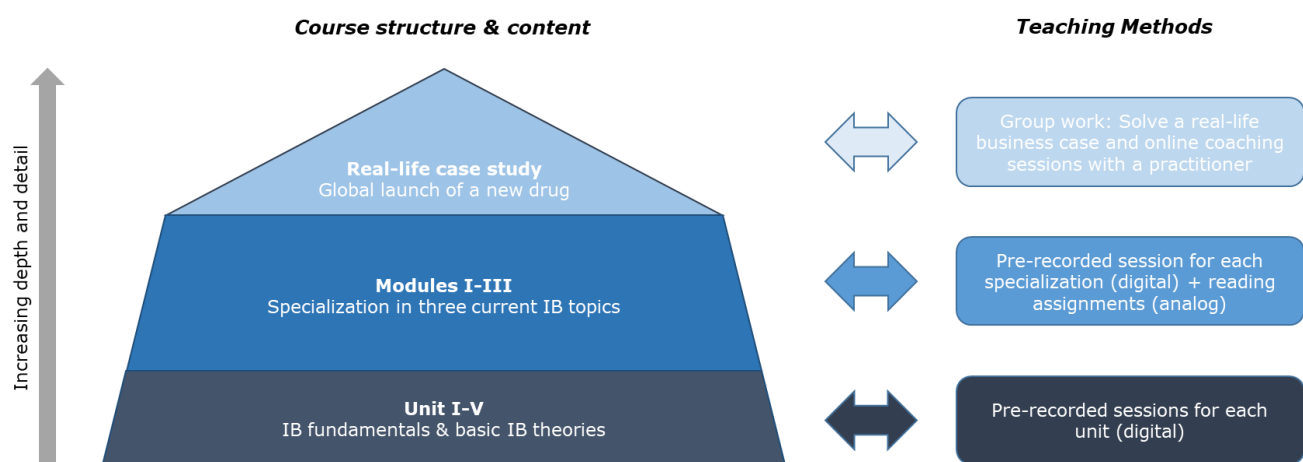 Course structure & content
Teaching Methods
Increasing depth and detail
Real-life case study
Global launch of a new drug
Group work: Solve a real-life
business case and online coaching
sessions with a practitioner
Modules I-III
Specialization in three current IB topics
Pre-recorded session for each
specialization (digital) + reading
assignments (analog)
Unit I-V
IB fundamentals & basic IB theories
Pre-recorded sessions for each
unit (digital)